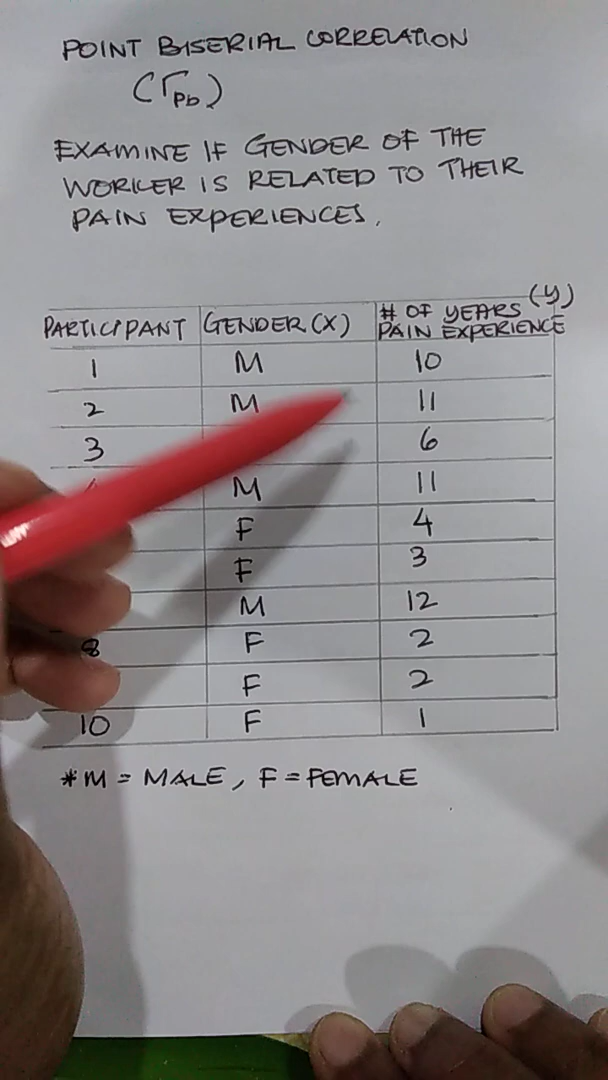 POINT BISERIAL CORRELATION
(rpb)
EXAMINE IF GENDER OF THE
WORKER IS RELATED TO THEIR
PAIN EXPERIENCES.
PARTICIPANT GENDER (X) # OF YEARS PAIN EXPERIENCE (Y)
1 M 10
2 M 11
3 6
M 11
F 4
F 3
M 12
8 F 2
F 2
10 F 1
*M = MALE, F = FEMALE